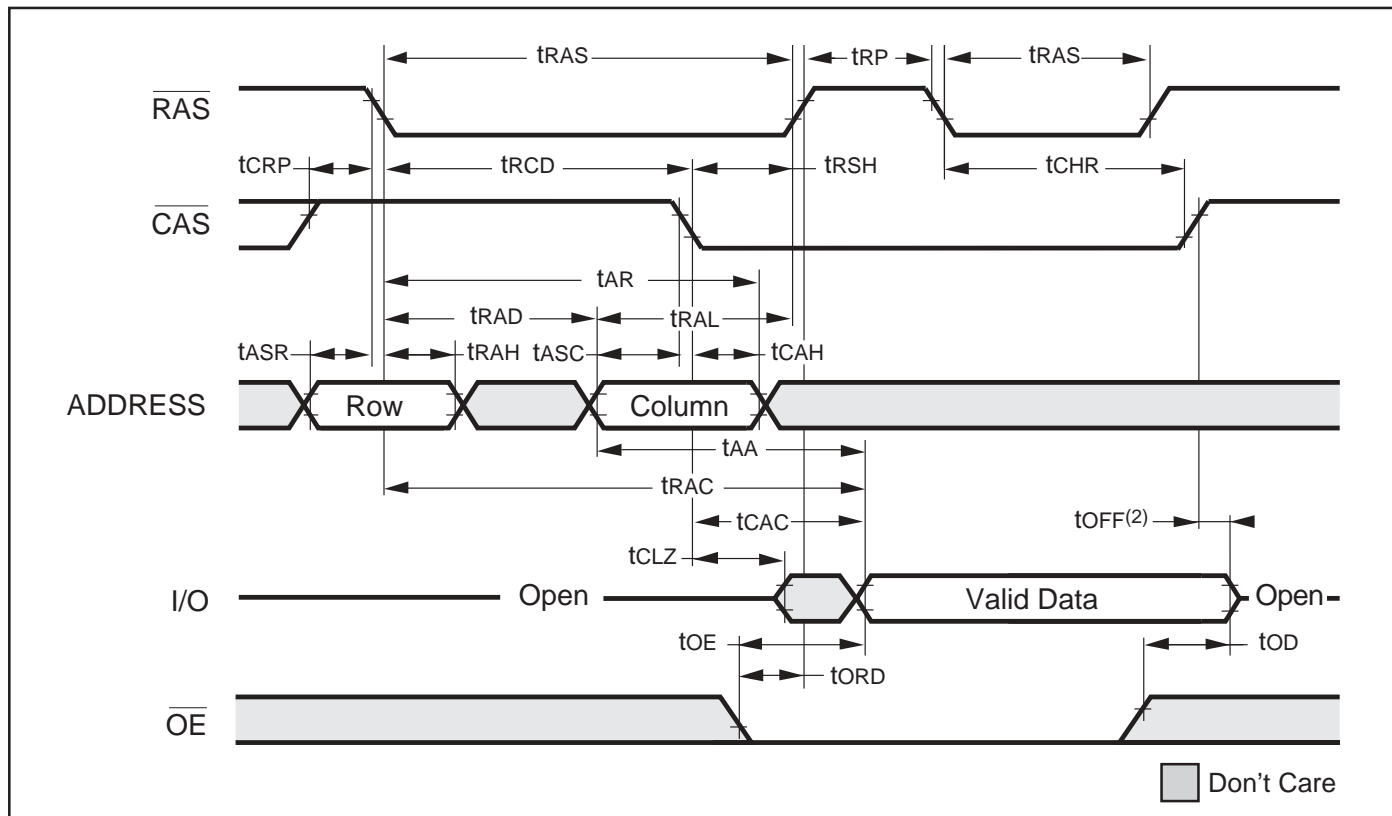 tRAS tRP tRAS
RAS
tCRP tRCD tRSH tCHR
CAS
tAR
tRAD tRAL
tASR tRAH tASC tCAH
ADDRESS Row Column
tAA
tRAC
tCAC tOFF(2)
tCLZ
I/O Open Valid Data Open
tOE tOD
tORD
OE
Don't Care